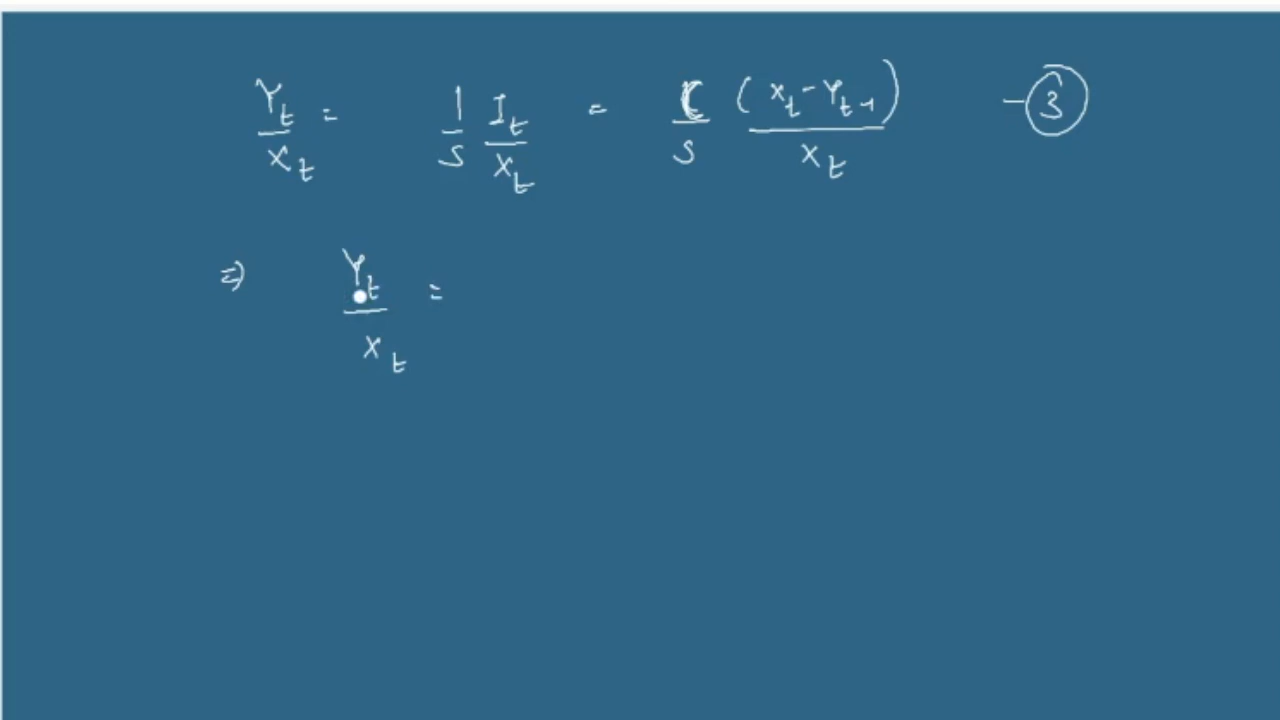 Y_t / X_t = 1/s I_t / X_t = /s (X_t - Y_{t-1}) / X_t - ③
⇒ Y_t / X_t =